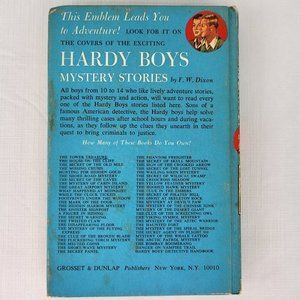 This Emblem Leads You
to Adventure! LOOK FOR IT ON
THE COVERS OF THE EXCITING
HARDY BOYS
MYSTERY STORIES by F. W. Dixon
All boys from 10 to 14 who like lively adventure stories,
packed with mystery and action, will want to read every
one of the Hardy Boys stories listed here. Sons of a
famous American detective, the Hardy boys help solve
many thrilling cases after school hours and during vaca-
tions, as they follow up the clues they unearth in their
quest to bring criminals to justice.
How Many of These Books Do You Own?
THE TOWER TREASURE
THE HOUSE ON THE CLIFF
THE SECRET OF THE OLD MILL
THE MISSING CHUMS
HUNTING FOR HIDDEN GOLD
THE SHORE ROAD MYSTERY
THE SECRET OF THE CAVES
THE MYSTERY OF CABIN ISLAND
THE GREAT AIRPORT MYSTERY
WHAT HAPPENED AT MIDNIGHT
WHILE THE CLOCK TICKED
FOOTPRINTS UNDER THE WINDOW
THE MARK ON THE DOOR
THE HIDDEN HARBOR MYSTERY
THE SINISTER SIGNPOST
A FIGURE IN HIDING
THE SECRET WARNING
THE TWISTED CLAW
THE DISAPPEARING FLOOR
THE MYSTERY OF THE FLYING
EXPRESS
THE CLUE OF THE BROKEN BLADE
THE FLICKERING TORCH MYSTERY
THE MELTED COINS
THE SHORT-WAVE MYSTERY
THE SECRET PANEL
THE PHANTOM FREIGHTER
THE SECRET OF SKULL MOUNTAIN
THE SIGN OF THE CROOKED ARROW
THE SECRET OF THE LOST TUNNEL
THE WAILING SIREN MYSTERY
THE SECRET OF WILDCAT SWAMP
THE CRISSCROSS SHADOW
THE YELLOW FEATHER MYSTERY
THE HOODED HAWK MYSTERY
THE CLUE IN THE EMBERS
THE SECRET OF PIRATES' HILL
THE GHOST AT SKELETON ROCK
THE MYSTERY AT DEVIL'S PAW
THE MYSTERY OF THE CHINESE JUNK
MYSTERY OF THE DESERT GIANT
THE CLUE OF THE SCREECHING OWL
THE VIKING SYMBOL MYSTERY
THE MYSTERY OF THE AZTEC
WARRIOR
THE HAUNTED FORT
THE MYSTERY OF THE SPIRAL BRIDGE
THE SECRET AGENT ON FLIGHT 101
MYSTERY OF THE WHALE TATTOO
THE ARCTIC PATROL MYSTERY
THE BOMBAY BOOMERANG
DANGER ON VAMPIRE TRAIL
HARDY BOYS' DETECTIVE HANDBOOK
GROSSET & DUNLAP Publishers NEW YORK, N.Y. 10010